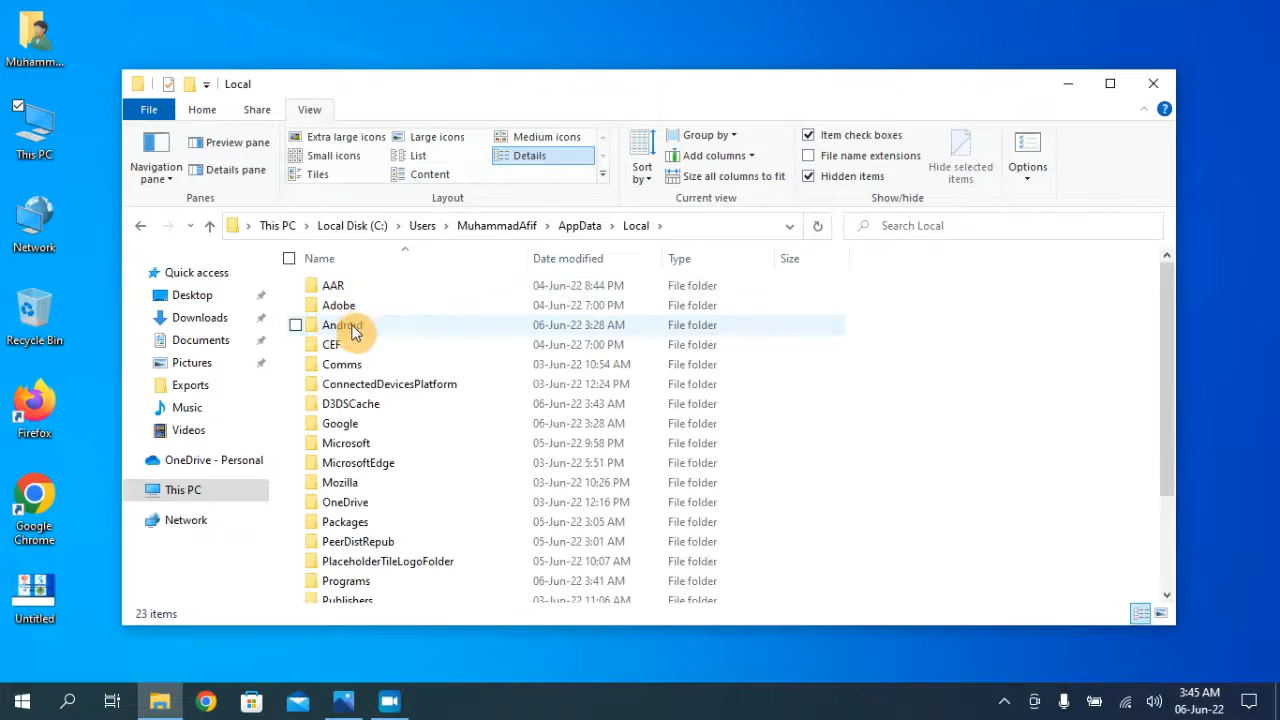 Muhamm...
This PC
Network
Recycle Bin
Firefox
Google
Chrome
Untitled
Local
File Home Share View
Preview pane
Details pane
Navigation
pane
Panes
Extra large icons Large icons Medium icons
Small icons List Details
Tiles Content
Layout
Sort
by
Group by
Add columns
Size all columns to fit
Current view
Item check boxes
File name extensions
Hidden items
Hide selected
items
Show/hide
Options
This PC Local Disk (C:) Users MuhammadAfif AppData Local
Search Local
Quick access
Desktop
Downloads
Documents
Pictures
Exports
Music
Videos
OneDrive - Personal
This PC
Network
Name Date modified Type Size
AAR 04-Jun-22 8:44 PM File folder
Adobe 04-Jun-22 7:00 PM File folder
Android 06-Jun-22 3:28 AM File folder
CEF 04-Jun-22 7:00 PM File folder
Comms 03-Jun-22 10:54 AM File folder
ConnectedDevicesPlatform 03-Jun-22 12:24 PM File folder
D3DSCache 06-Jun-22 3:43 AM File folder
Google 06-Jun-22 3:28 AM File folder
Microsoft 05-Jun-22 9:58 PM File folder
MicrosoftEdge 03-Jun-22 5:51 PM File folder
Mozilla 03-Jun-22 10:26 PM File folder
OneDrive 03-Jun-22 12:16 PM File folder
Packages 05-Jun-22 3:05 AM File folder
PeerDistRepub 05-Jun-22 3:01 AM File folder
PlaceholderTileLogoFolder 05-Jun-22 10:07 AM File folder
Programs 06-Jun-22 3:41 AM File folder
Publishers 03-Jun-22 11:06 AM File folder
23 items
3:45 AM
06-Jun-22